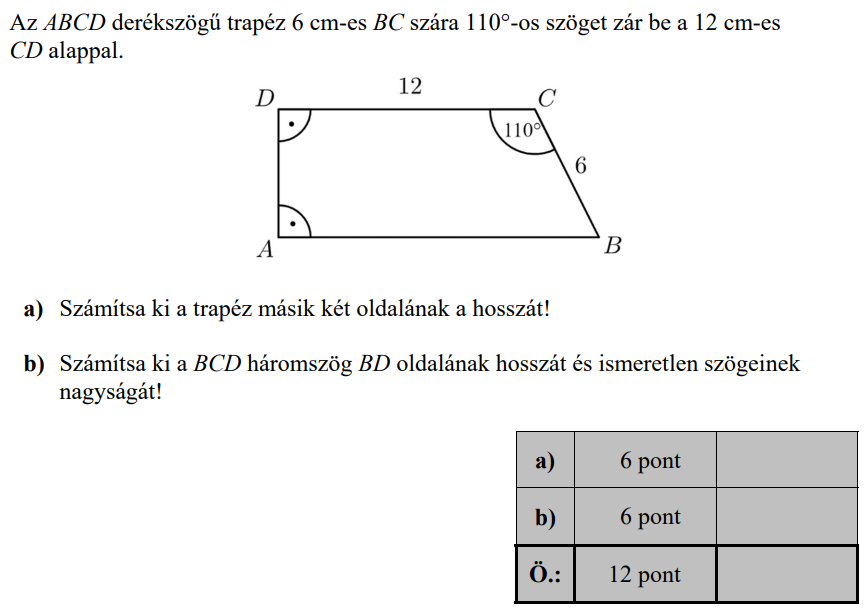 Az ABCD derékszögű trapéz 6 cm-es BC szára 110°-os szöget zár be a 12 cm-es
CD alappal.
12
D
C
110°
6
A
B
a) Számítsa ki a trapéz másik két oldalának a hosszát!
b) Számítsa ki a BCD háromszög BD oldalának hosszát és ismeretlen szögeinek
nagyságát!
a) 6 pont
b) 6 pont
Ö.: 12 pont